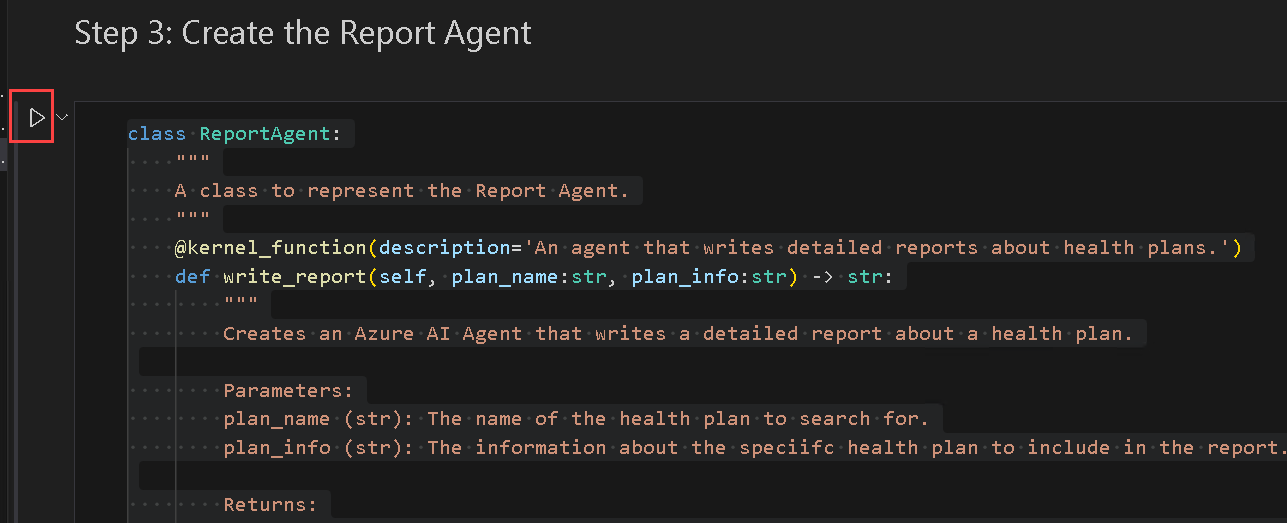 Step 3: Create the Report Agent
class ReportAgent:
"""
A class to represent the Report Agent.
"""
@kernel_function(description='An agent that writes detailed reports about health plans.')
def write_report(self, plan_name:str, plan_info:str) -> str:
"""
Creates an Azure AI Agent that writes a detailed report about a health plan.
Parameters:
plan_name (str): The name of the health plan to search for.
plan_info (str): The information about the speciifc health plan to include in the report.
Returns: